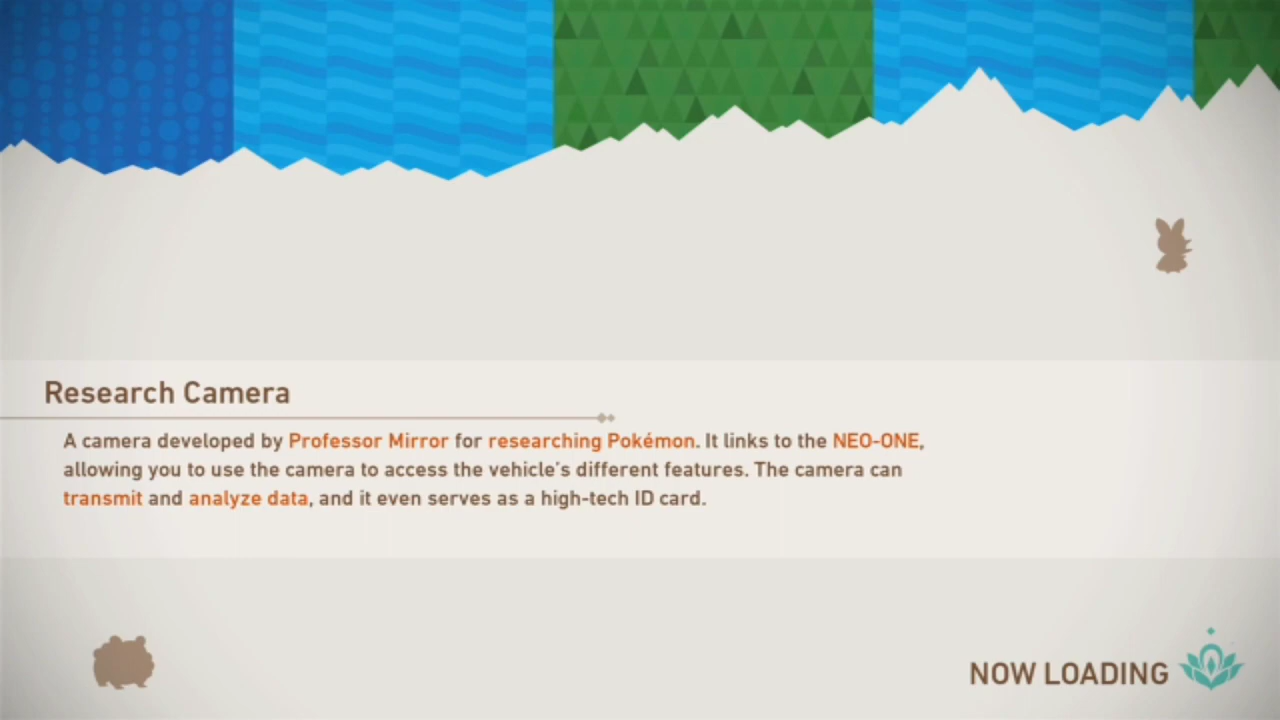 Research Camera
A camera developed by Professor Mirror for researching Pokémon. It links to the NEO-ONE,
allowing you to use the camera to access the vehicle's different features. The camera can
transmit and analyze data, and it even serves as a high-tech ID card.
NOW LOADING